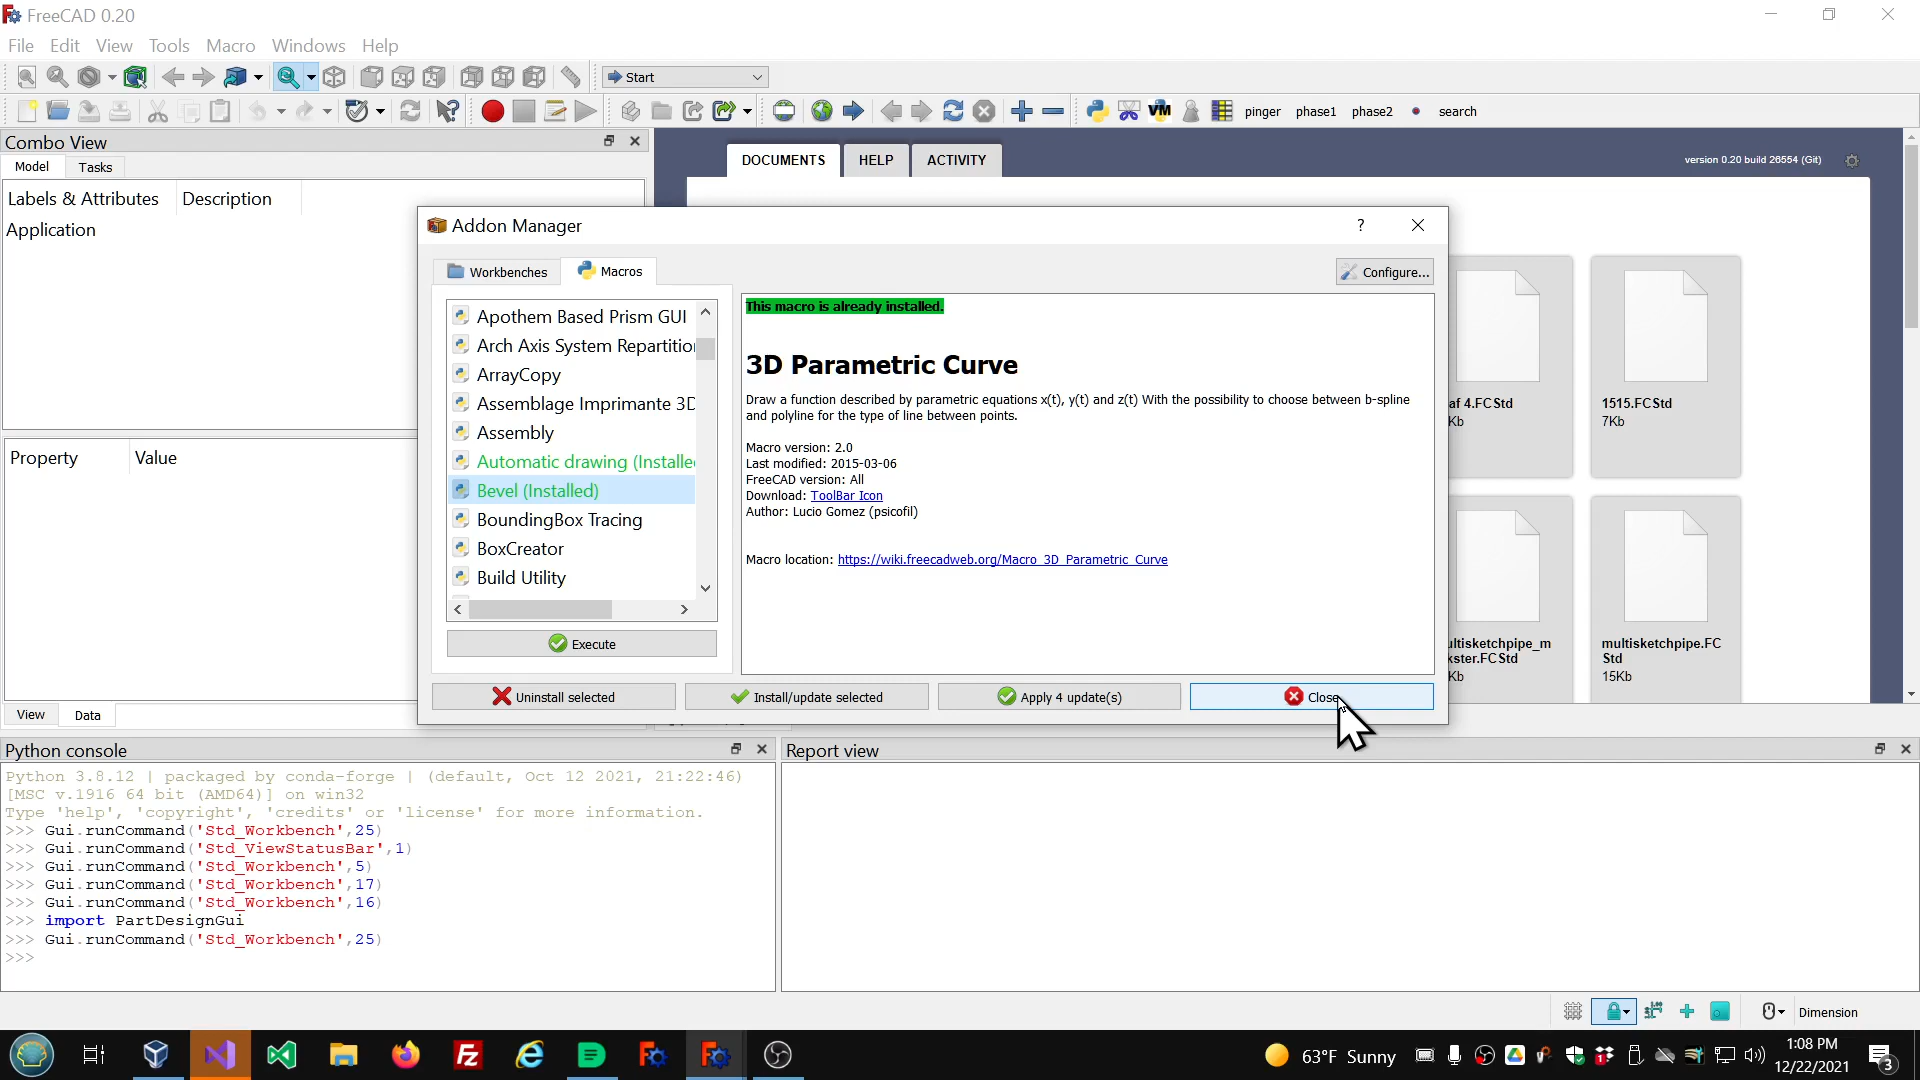 FreeCAD 0.20
File Edit View Tools Macro Windows Help
Start
VM pinger phase1 phase2 search
Combo View
Model Tasks
Labels & Attributes Description
Application
Property Value
View Data
DOCUMENTS HELP ACTIVITY
version 0.20 build 26554 (Git)
af 4.FCStd
Kb
1515.FCStd
7Kb
ultisketchpipe_m
kster.FCStd
Kb
multisketchpipe.FC
Std
15Kb
Addon Manager
?
Workbenches Macros
Configure...
Apothem Based Prism GUI
Arch Axis System Repartitio
ArrayCopy
Assemblage Imprimante 3D
Assembly
Automatic drawing (Installe
Bevel (Installed)
BoundingBox Tracing
BoxCreator
Build Utility
Execute
This macro is already installed.
3D Parametric Curve
Draw a function described by parametric equations x(t), y(t) and z(t) With the possibility to choose between b-spline
and polyline for the type of line between points.
Macro version: 2.0
Last modified: 2015-03-06
FreeCAD version: All
Download: ToolBar Icon
Author: Lucio Gomez (psicofil)
Macro location: https://wiki.freecadweb.org/Macro_3D_Parametric_Curve
Uninstall selected Install/update selected Apply 4 update(s) Close
Python console
Python 3.8.12 | packaged by conda-forge | (default, Oct 12 2021, 21:22:46)
[MSC v.1916 64 bit (AMD64)] on win32
Type 'help', 'copyright', 'credits' or 'license' for more information.
>>> Gui.runCommand('Std_Workbench',25)
>>> Gui.runCommand('Std_ViewStatusBar',1)
>>> Gui.runCommand('Std_Workbench',5)
>>> Gui.runCommand('Std_Workbench',17)
>>> Gui.runCommand('Std_Workbench',16)
>>> import PartDesignGui
>>> Gui.runCommand('Std_Workbench',25)
>>>
Report view
Dimension
63°F Sunny
1:08 PM
12/22/2021
3